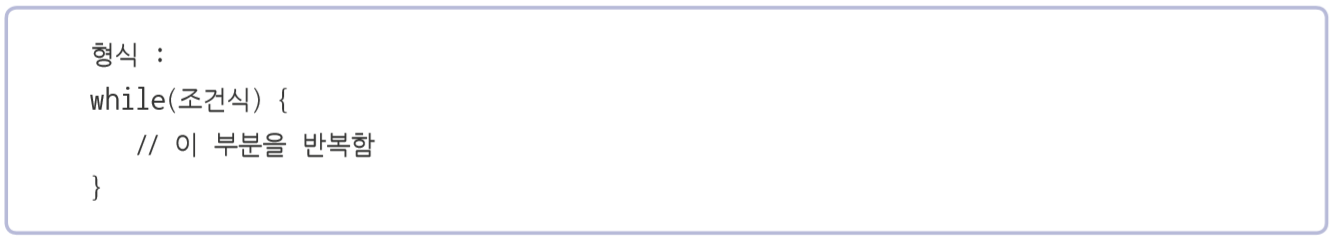 형식 :
while(조건식) {
// 이 부분을 반복함
}